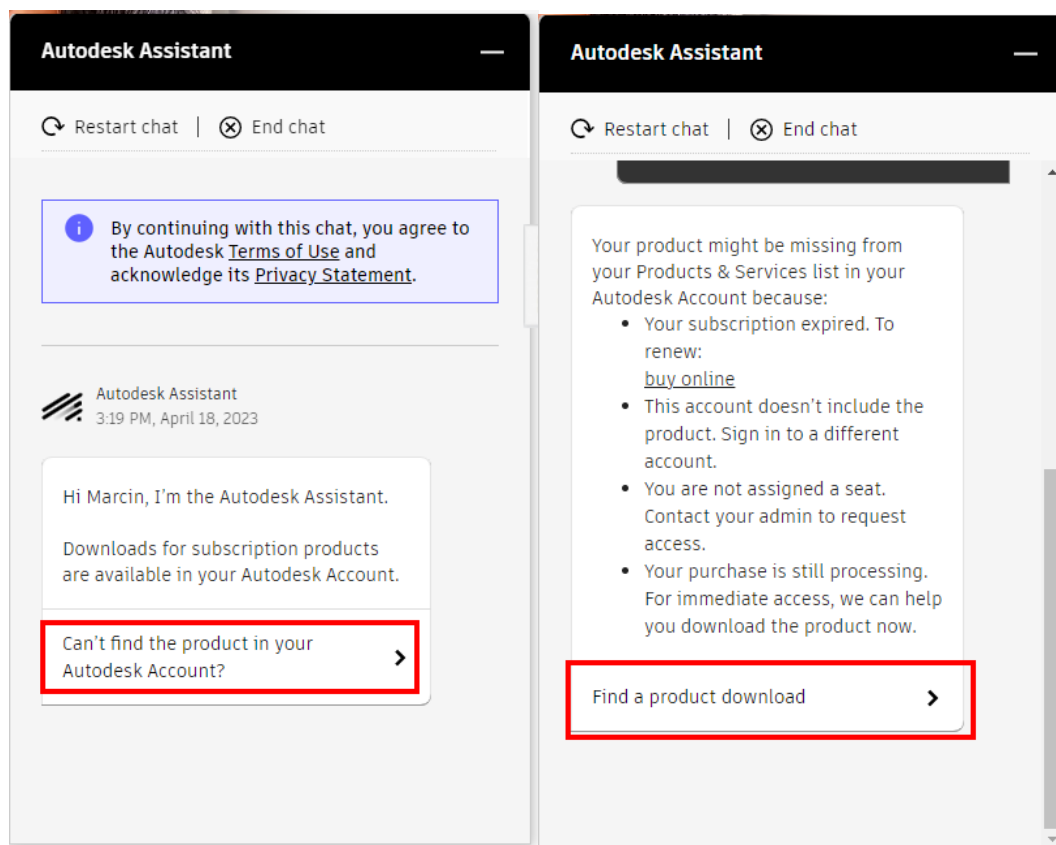 Autodesk Assistant
Restart chat | End chat
By continuing with this chat, you agree to
the Autodesk Terms of Use and
acknowledge its Privacy Statement.
Autodesk Assistant
3:19 PM, April 18, 2023
Hi Marcin, I'm the Autodesk Assistant.
Downloads for subscription products
are available in your Autodesk Account.
Can't find the product in your
Autodesk Account?
Autodesk Assistant
Restart chat | End chat
Your product might be missing from
your Products & Services list in your
Autodesk Account because:
• Your subscription expired. To
renew:
buy online
• This account doesn't include the
product. Sign in to a different
account.
• You are not assigned a seat.
Contact your admin to request
access.
• Your purchase is still processing.
For immediate access, we can help
you download the product now.
Find a product download